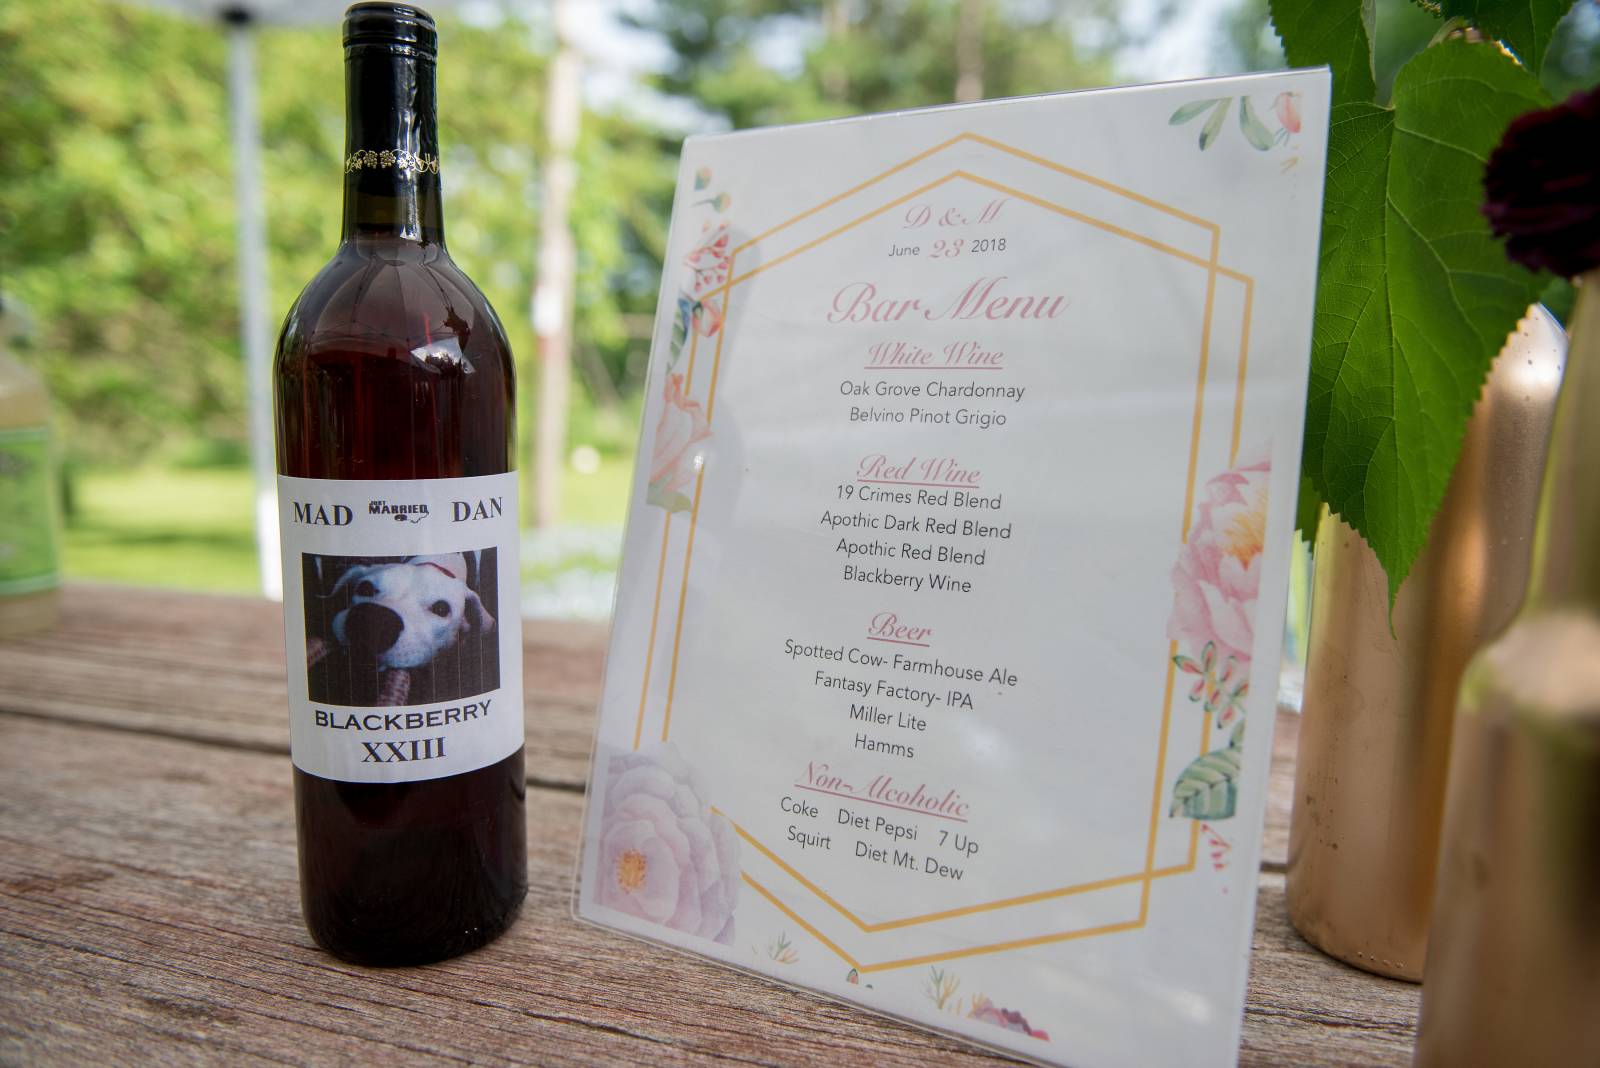 MAD JUST MARRIED DAN
BLACKBERRY
XXIII
D & M
June 23 2018
Bar Menu
White Wine
Oak Grove Chardonnay
Belvino Pinot Grigio
Red Wine
19 Crimes Red Blend
Apothic Dark Red Blend
Apothic Red Blend
Blackberry Wine
Beer
Spotted Cow- Farmhouse Ale
Fantasy Factory- IPA
Miller Lite
Hamms
Non-Alcoholic
Coke Diet Pepsi 7 Up
Squirt Diet Mt. Dew